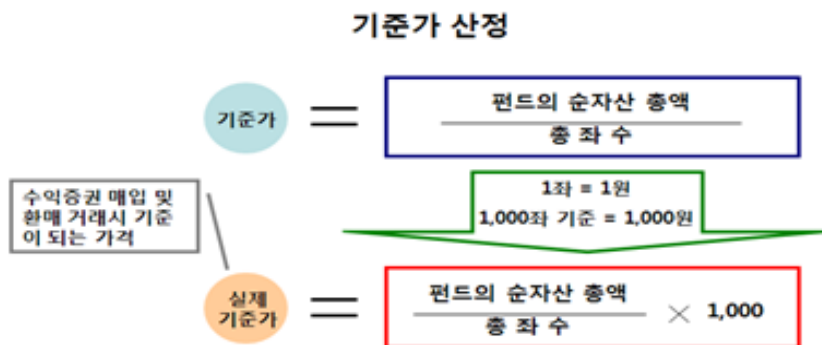 기준가 산정
기준가
=
펀드의 순자산 총액
총 좌 수
수익증권 매입 및
환매 거래시 기준
이 되는 가격
1좌 = 1원
1,000좌 기준 = 1,000원
실제
기준가
=
펀드의 순자산 총액
총 좌 수
× 1,000